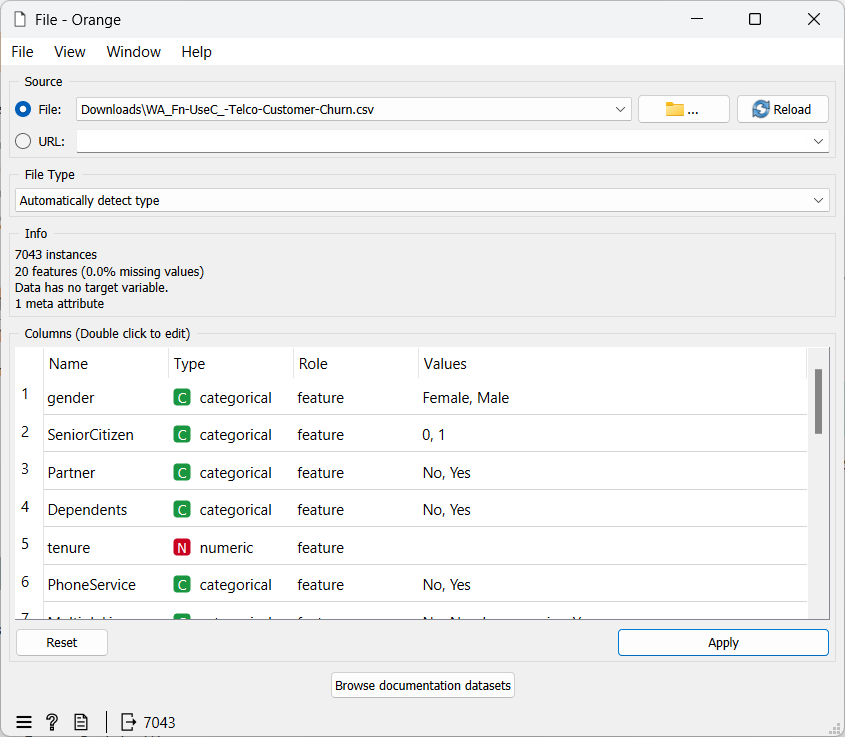 File - Orange
File View Window Help
Source
File: Downloads\WA_Fn-UseC_-Telco-Customer-Churn.csv ... Reload
URL:
File Type
Automatically detect type
Info
7043 instances
20 features (0.0% missing values)
Data has no target variable.
1 meta attribute
Columns (Double click to edit)
Name Type Role Values
1 gender C categorical feature Female, Male
2 SeniorCitizen C categorical feature 0, 1
3 Partner C categorical feature No, Yes
4 Dependents C categorical feature No, Yes
5 tenure N numeric feature
6 PhoneService C categorical feature No, Yes
7
Reset Apply
Browse documentation datasets
? 7043